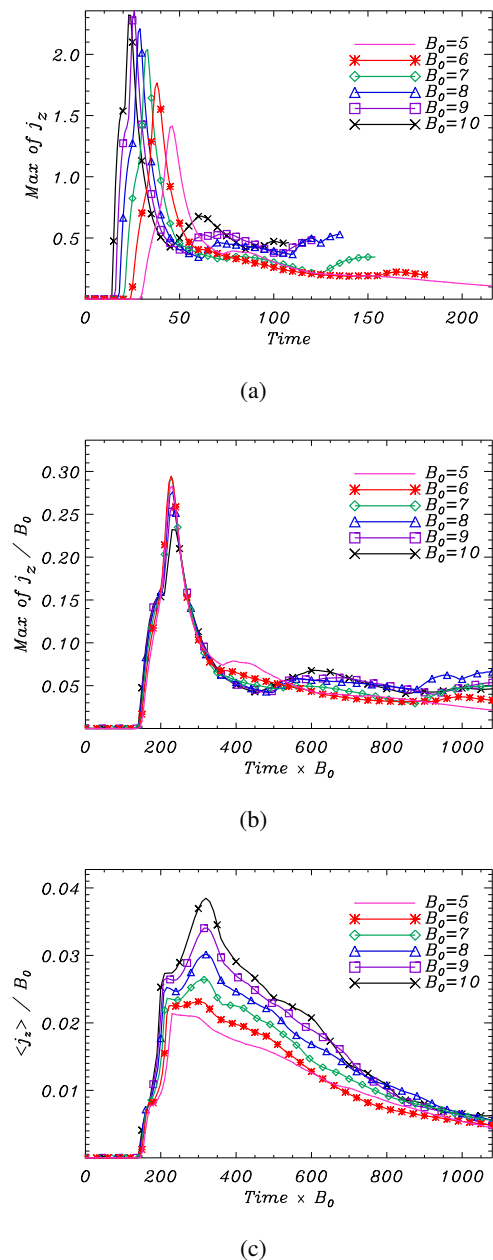 2.0
1.5
1.0
0.5
Max of j_z
0 50 100 150 200
Time
B_0=5
B_0=6
B_0=7
B_0=8
B_0=9
B_0=10
(a)
0.30
0.25
0.20
0.15
0.10
0.05
Max of j_z / B_0
0 200 400 600 800 1000
Time × B_0
B_0=5
B_0=6
B_0=7
B_0=8
B_0=9
B_0=10
(b)
0.04
0.03
0.02
0.01
<j_z> / B_0
0 200 400 600 800 1000
Time × B_0
B_0=5
B_0=6
B_0=7
B_0=8
B_0=9
B_0=10
(c)